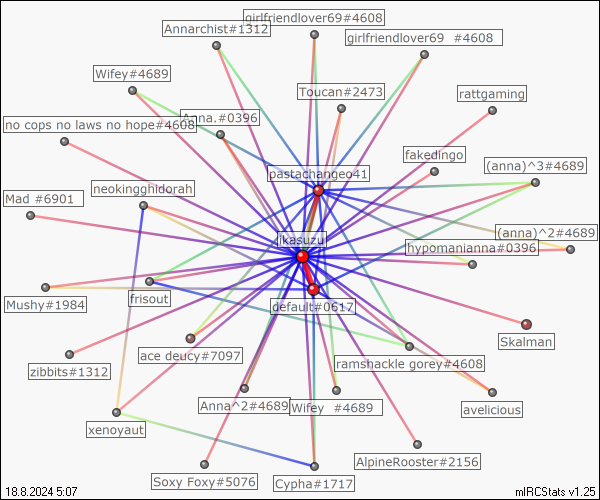 girlfriendlover69#4608
Annarchist#1312
girlfriendlover69 #4608
Wifey#4689
Toucan#2473
rattgaming
no cops no laws no hope#4608
Anna.#0396
fakedingo
pastachangeo41
(anna)^3#4689
neokingghidorah
Mad #6901
jkasuzu
(anna)^2#4689
hypomanianna#0396
Mushy#1984
frisout
default#0617
Skalman
ace deucy#7097
ramshackle gorey#4608
zibbits#1312
Anna^2#4689
Wifey #4689
avelicious
xenoyaut
AlpineRooster#2156
Soxy Foxy#5076
Cypha#1717
18.8.2024 5:07
mIRCStats v1.25